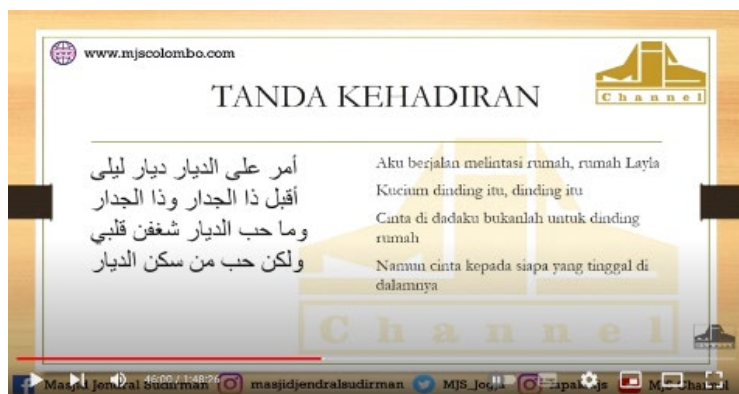 www.mjscolombo.com
Channel
TANDA KEHADIRAN
أمر على الديار ديار ليلى
أقبل ذا الجدار وذا الجدار
وما حب الديار شغفن قلبي
ولكن حب من سكن الديار
Aku berjalan melintasi rumah, rumah Layla
Kucium dinding itu, dinding itu
Cinta di dadaku bukanlah untuk dinding
rumah
Namun cinta kepada siapa yang tinggal di
dalamnya
Channel
46:00 / 1:48:26
Masjid Jendral Sudirman masjidjendralsudirman MJS_Jogja MJS Channel